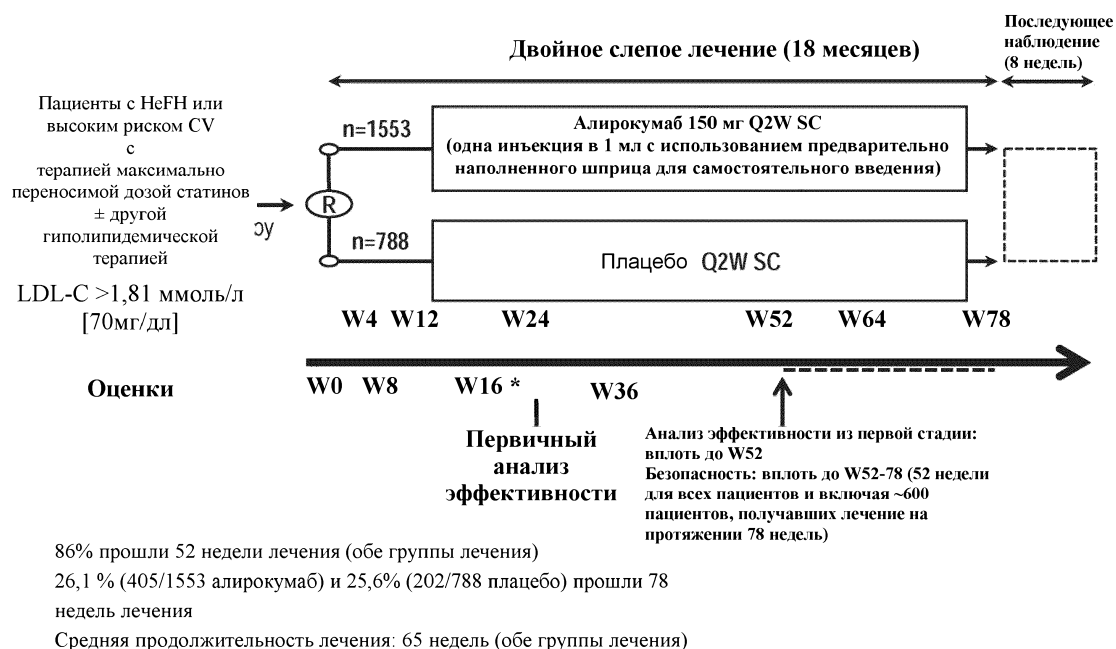 Последующее
наблюдение
(8 недель)
Двойное слепое лечение (18 месяцев)
Пациенты с HeFH или
высоким риском CV
с
терапией максимально
переносимой дозой статинов
± другой
гиполипидемической
терапией
LDL-C >1,81 ммоль/л
[70мг/дл]
ру
R
n=1553
Алирокумаб 150 мг Q2W SC
(одна инъекция в 1 мл с использованием предварительно
наполненного шприца для самостоятельного введения)
n=788
Плацебо Q2W SC
W4 W12 W24 W52 W64 W78
Оценки
W0 W8 W16 * W36
Первичный
анализ
эффективности
Анализ эффективности из первой стадии:
вплоть до W52
Безопасность: вплоть до W52-78 (52 недели
для всех пациентов и включая ~600
пациентов, получавших лечение на
протяжении 78 недель)
86% прошли 52 недели лечения (обе группы лечения)
26,1 % (405/1553 алирокумаб) и 25,6% (202/788 плацебо) прошли 78
недель лечения
Средняя продолжительность лечения: 65 недель (обе группы лечения)